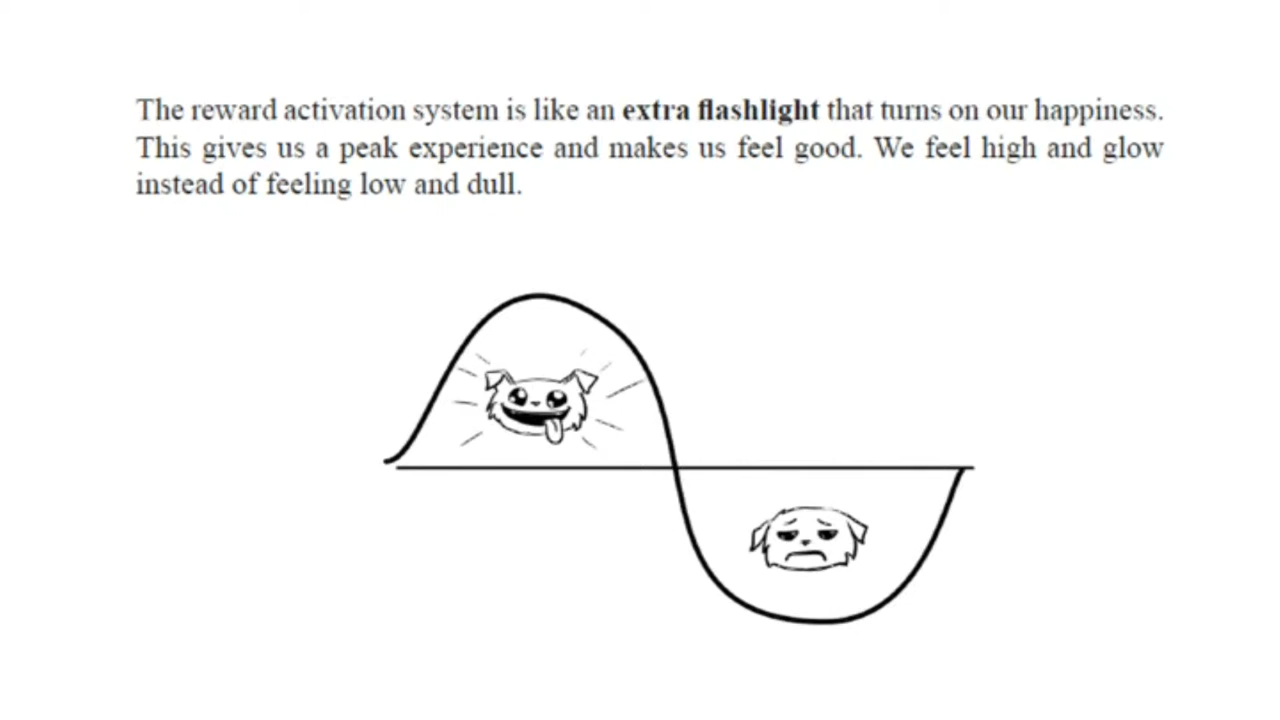 The reward activation system is like an extra flashlight that turns on our happiness.
This gives us a peak experience and makes us feel good. We feel high and glow
instead of feeling low and dull.